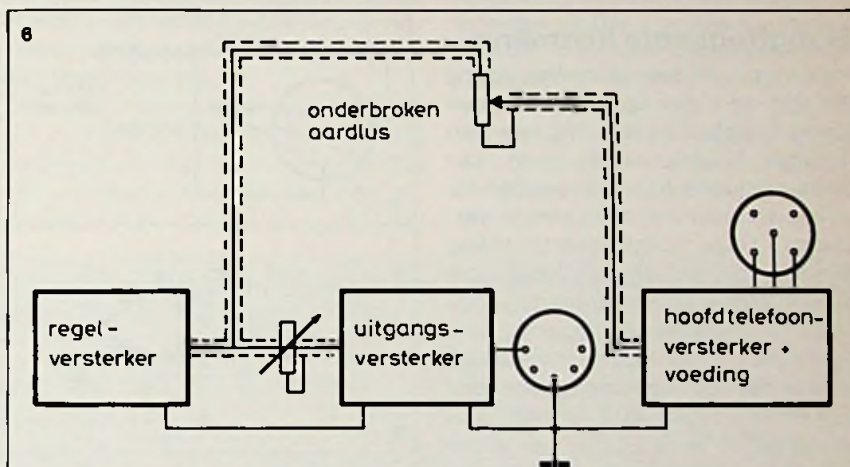 6
onderbroken
aardlus
regel-
versterker
uitgangs-
versterker
hoofdtelefoon-
versterker +
voeding